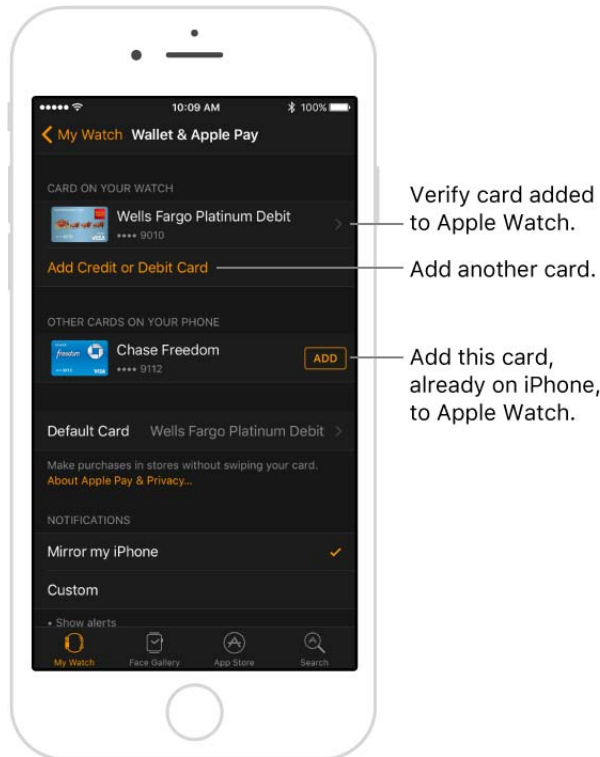 10:09 AM
100%
My Watch Wallet & Apple Pay
CARD ON YOUR WATCH
Wells Fargo Platinum Debit
•••• 9010
VISA
Verify card added
to Apple Watch.
Add Credit or Debit Card
Add another card.
OTHER CARDS ON YOUR PHONE
freedom
Chase Freedom
•••• 9112
VISA
ADD
Add this card,
already on iPhone,
to Apple Watch.
Default Card Wells Fargo Platinum Debit
Make purchases in stores without swiping your card.
About Apple Pay & Privacy...
NOTIFICATIONS
Mirror my iPhone
Custom
• Show alerts
My Watch Face Gallery App Store Search